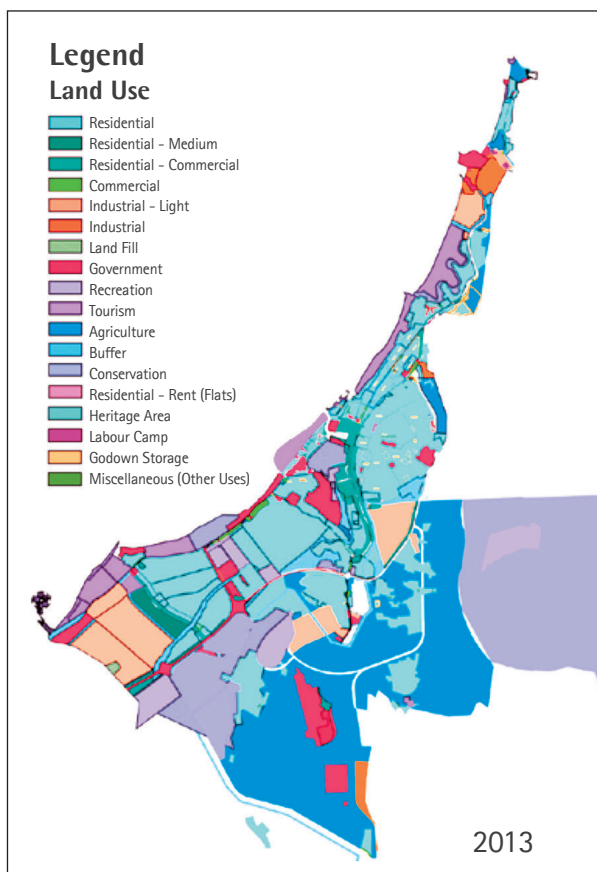 Legend
Land Use
Residential
Residential - Medium
Residential - Commercial
Commercial
Industrial - Light
Industrial
Land Fill
Government
Recreation
Tourism
Agriculture
Buffer
Conservation
Residential - Rent (Flats)
Heritage Area
Labour Camp
Godown Storage
Miscellaneous (Other Uses)
2013